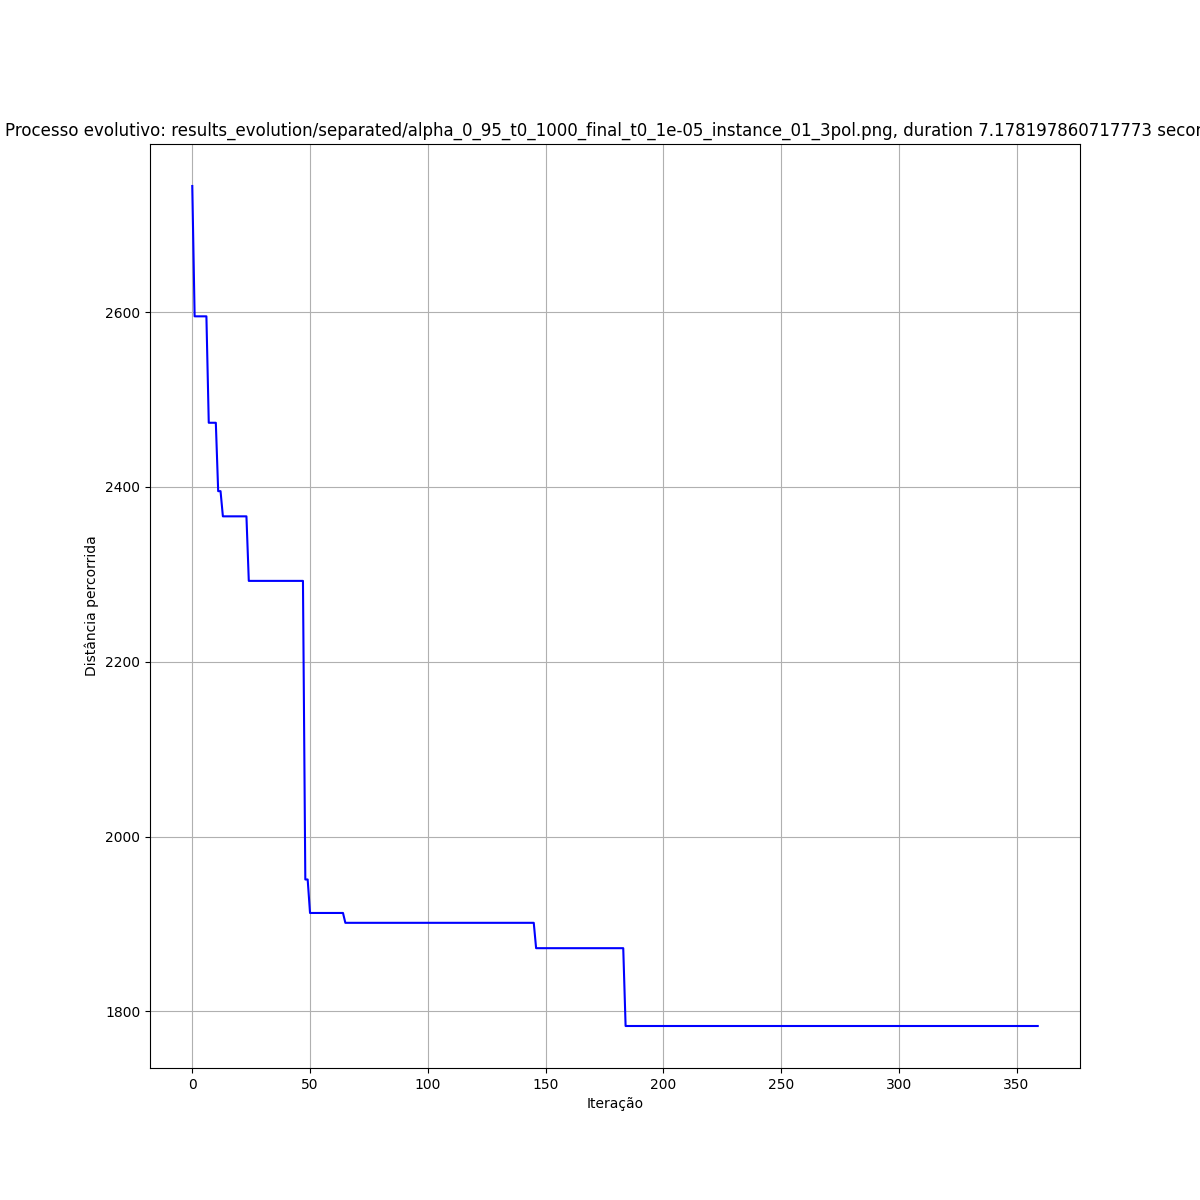 Processo evolutivo: results_evolution/separated/alpha_0_95_t0_1000_final_t0_1e-05_instance_01_3pol.png, duration 7.178197860717773 secon
2600
2400
2200
2000
1800
Distância percorrida
0 50 100 150 200 250 300 350
Iteração